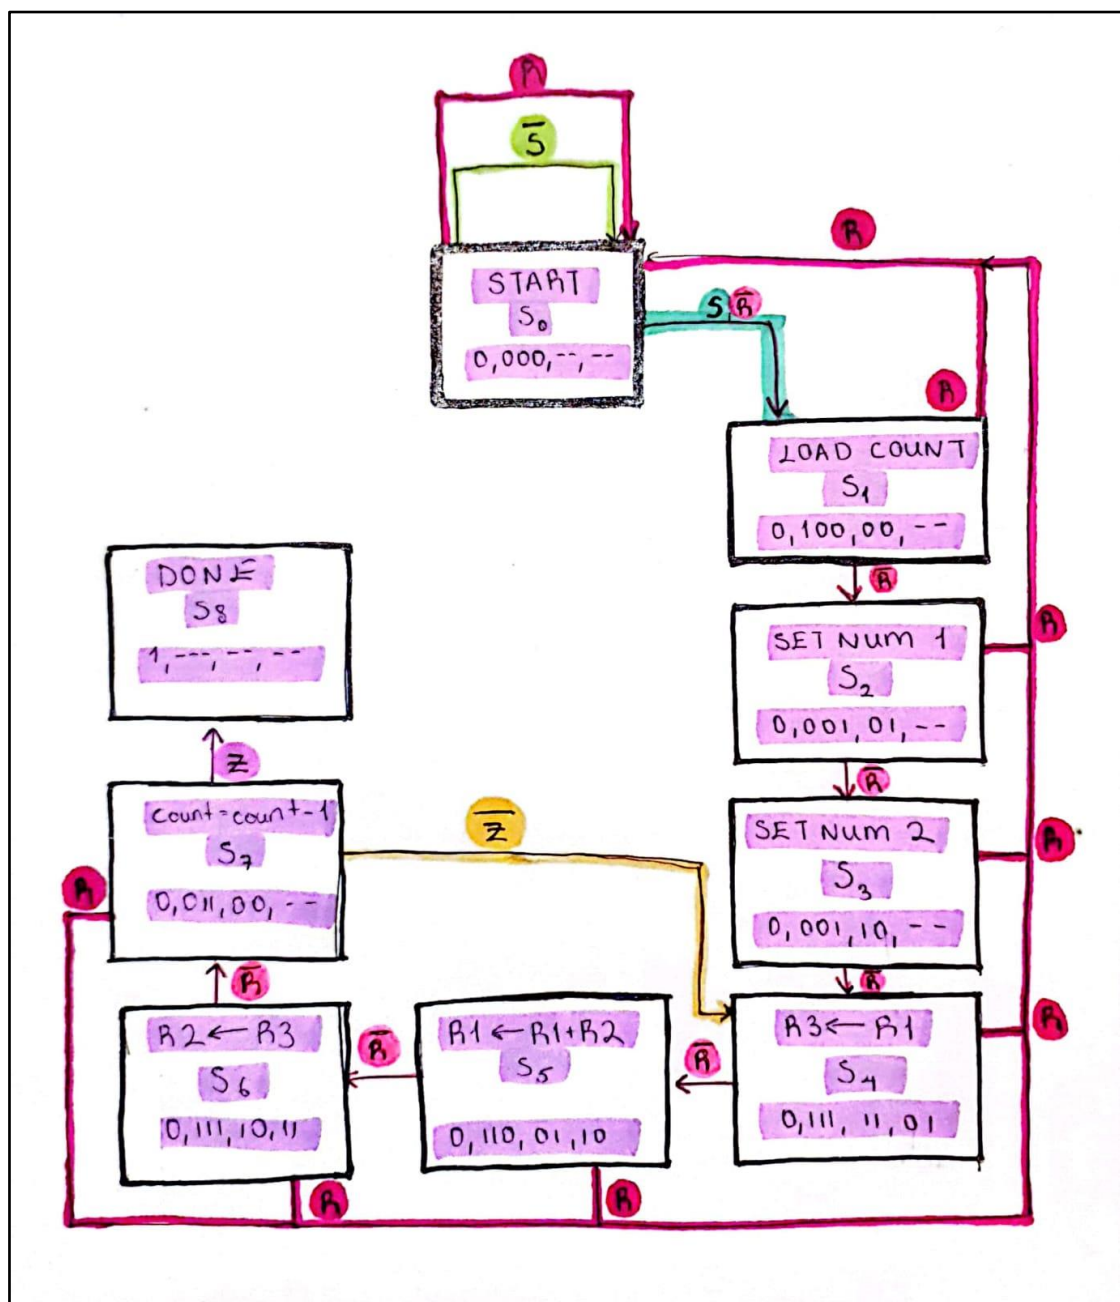 R
S̅
R
START
S₀
0,000,--,--
S R̅
R
LOAD COUNT
S₁
0,100,00,--
R̅
DONE
S₈
1,---,--,--
SET NUM 1
S₂
0,001,01,--
R
R̅
Z
count=count-1
S₇
0,011,00,--
Z̅
SET NUM 2
S₃
0,001,10,--
R
R
R̅
R̅
R2←R3
S₆
0,111,10,11
R̅
R1←R1+R2
S₅
0,110,01,10
R̅
R3←R1
S₄
0,111,11,01
R
R
R